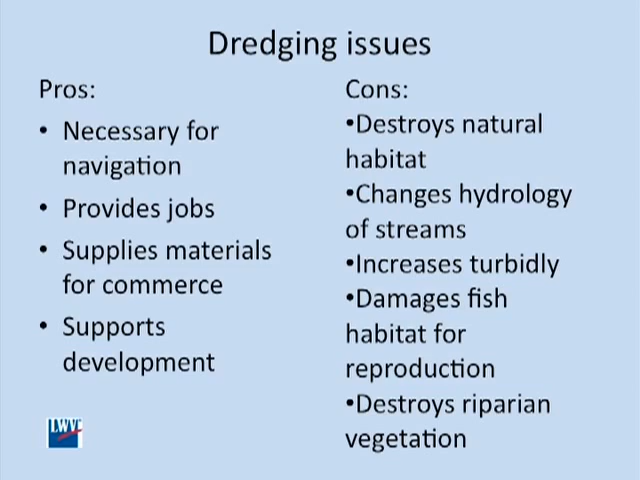 Dredging issues
Pros:
• Necessary for
navigation
• Provides jobs
• Supplies materials
for commerce
• Supports
development
Cons:
•Destroys natural
habitat
•Changes hydrology
of streams
•Increases turbidly
•Damages fish
habitat for
reproduction
•Destroys riparian
vegetation
LWV